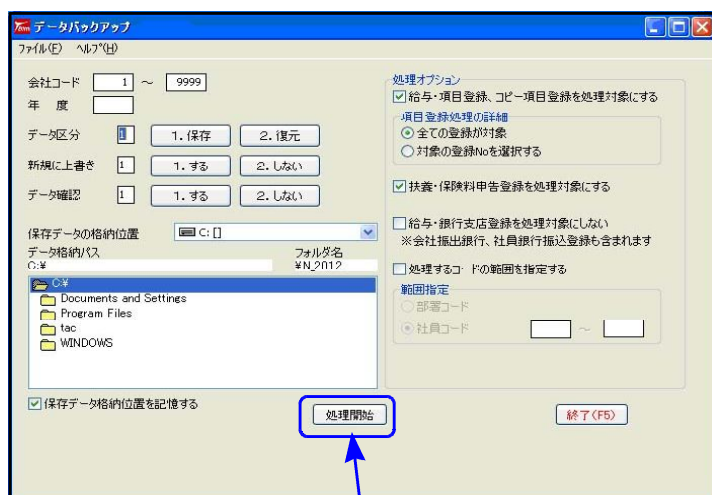 データバックアップ
ファイル(F) ヘルプ(H)
会社コード 1 ～ 9999
年 度
データ区分 1 1. 保存 2. 復元
新規に上書き 1 1. する 2. しない
データ確認 1 1. する 2. しない
保存データの格納位置 C: []
データ格納パス フォルダ名
C:¥ ¥N_2012
C:¥
Documents and Settings
Program Files
tac
WINDOWS
保存データ格納位置を記憶する
処理開始
処理オプション
給与・項目登録、コピー項目登録を処理対象にする
項目登録処理の詳細
全ての登録が対象
対象の登録Noを選択する
扶養・保険料申告登録を処理対象にする
給与・銀行支店登録を処理対象にしない
※会社振出銀行、社員銀行振込登録も含まれます
処理するコードの範囲を指定する
範囲指定
部署コード
社員コード ～
終了(F5)